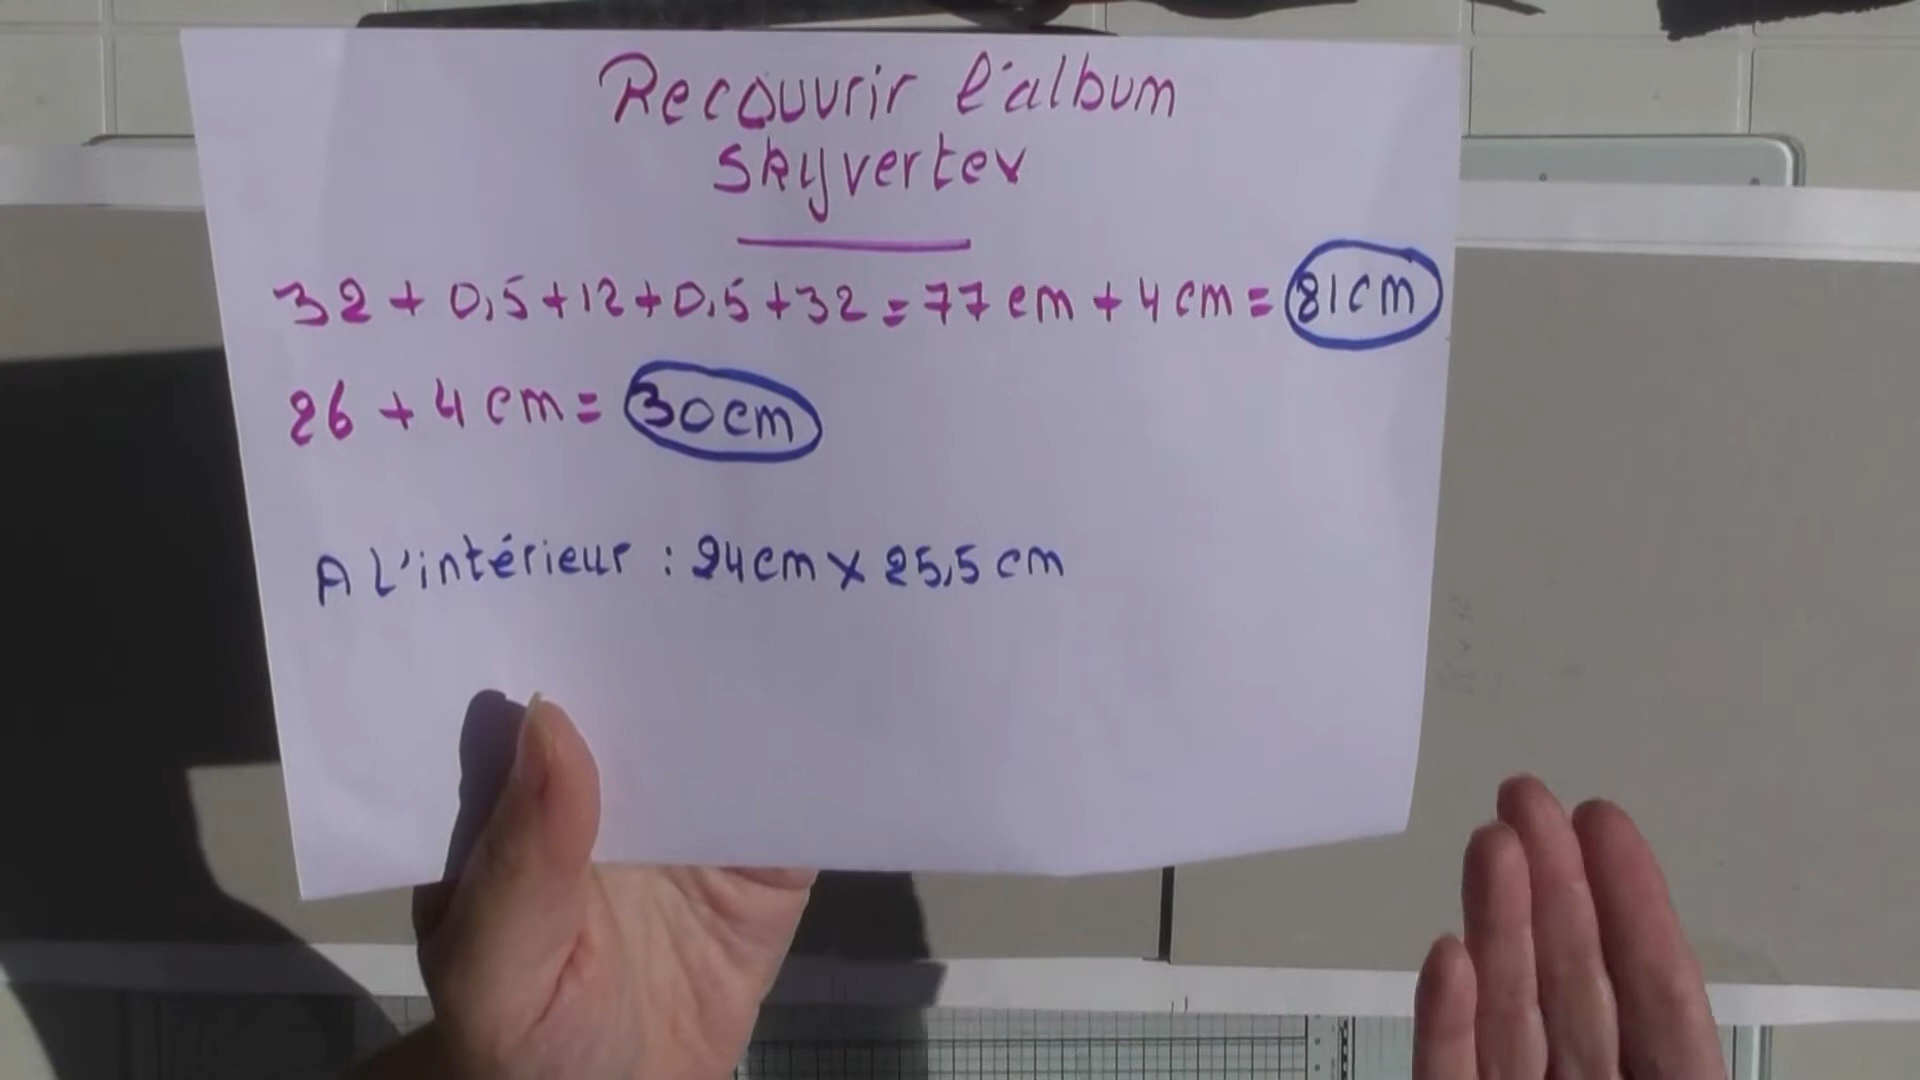 Recouvrir l'album
skyvertex
32 + 0,5 + 12 + 0,5 + 32 = 77 cm + 4 cm = 81cm
26 + 4 cm = 30cm
A L'intérieur : 24cm x 25,5 cm